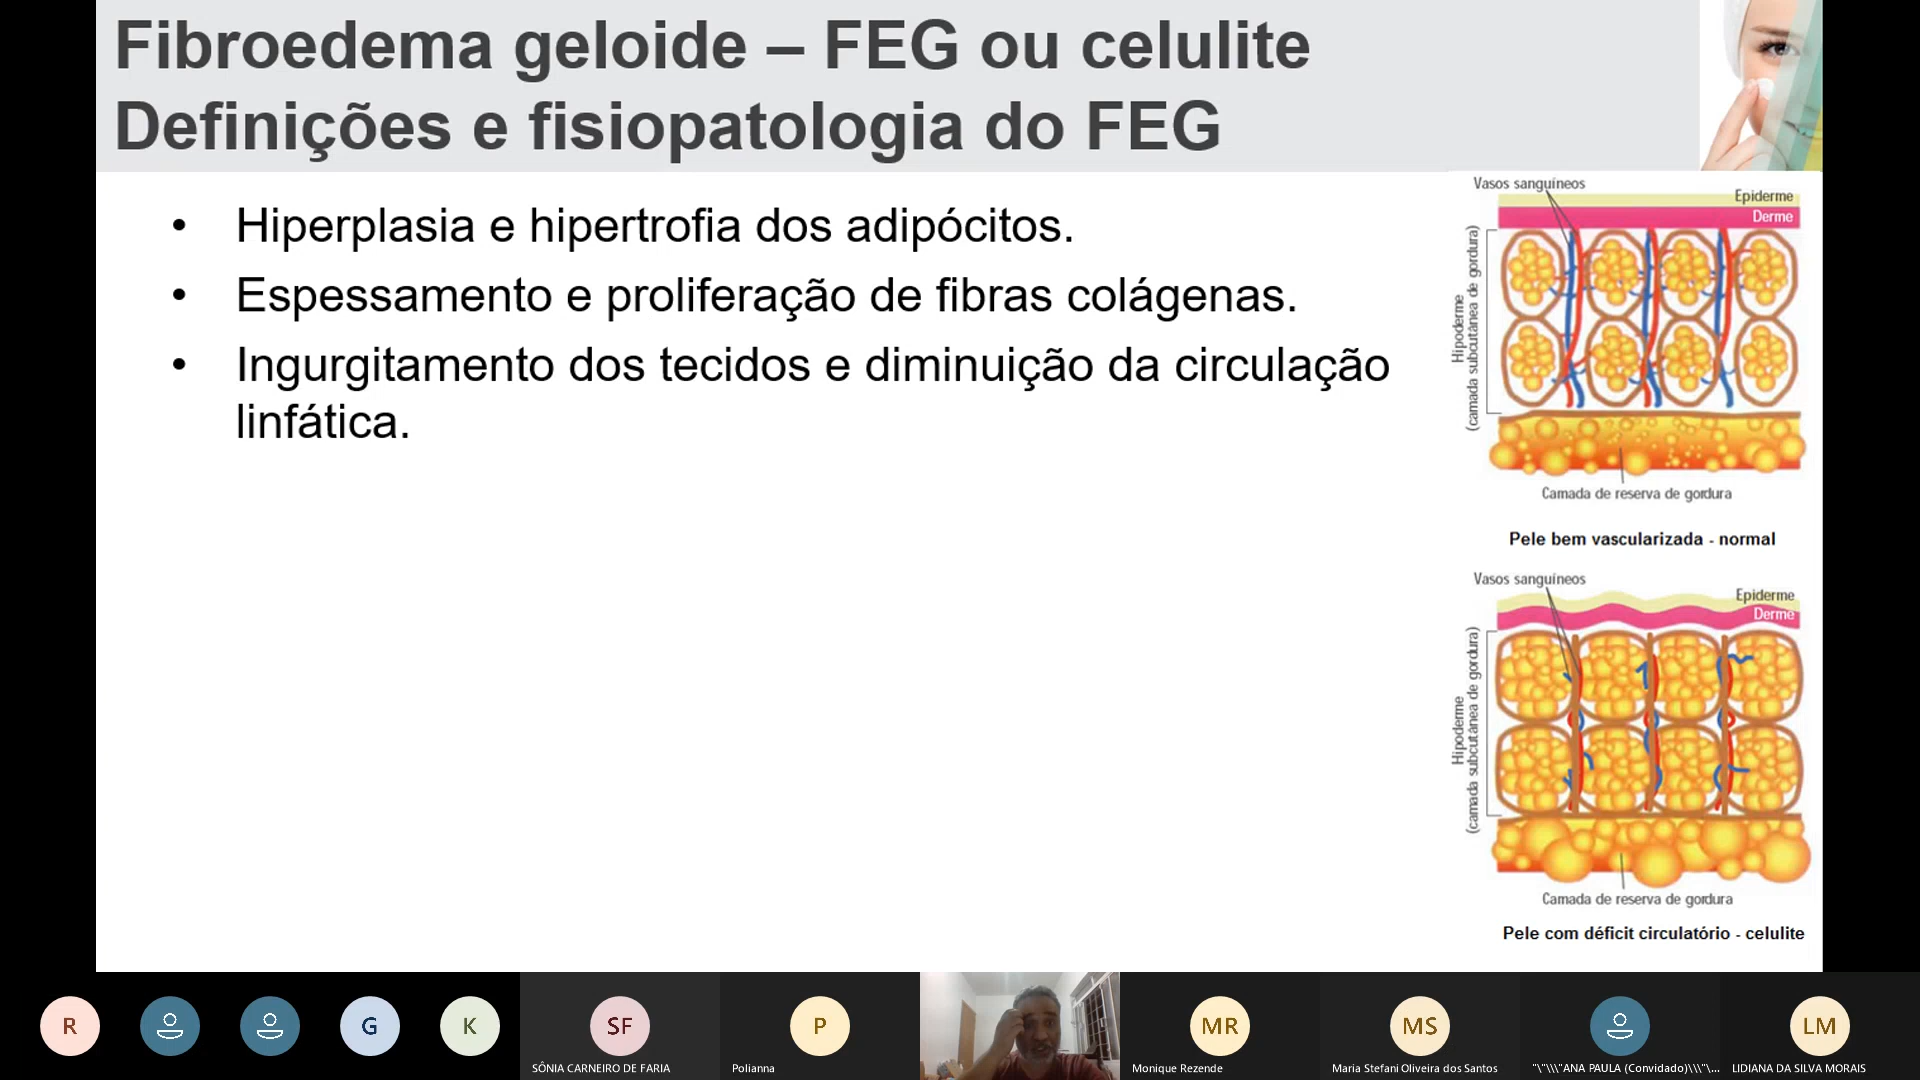 Fibroedema geloide – FEG ou celulite
Definições e fisiopatologia do FEG
• Hiperplasia e hipertrofia dos adipócitos.
• Espessamento e proliferação de fibras colágenas.
• Ingurgitamento dos tecidos e diminuição da circulação
linfática.
Vasos sanguíneos
Epiderme
Derme
Hipoderme
(camada subcutânea de gordura)
Camada de reserva de gordura
Pele bem vascularizada - normal
Vasos sanguíneos
Epiderme
Derme
Hipoderme
(camada subcutânea de gordura)
Camada de reserva de gordura
Pele com déficit circulatório - celulite
R
G
K
SF
SÔNIA CARNEIRO DE FARIA
P
Polianna
MR
Monique Rezende
MS
Maria Stefani Oliveira dos Santos
"\"\\\"ANA PAULA (Convidado)\\\"\...
LM
LIDIANA DA SILVA MORAIS